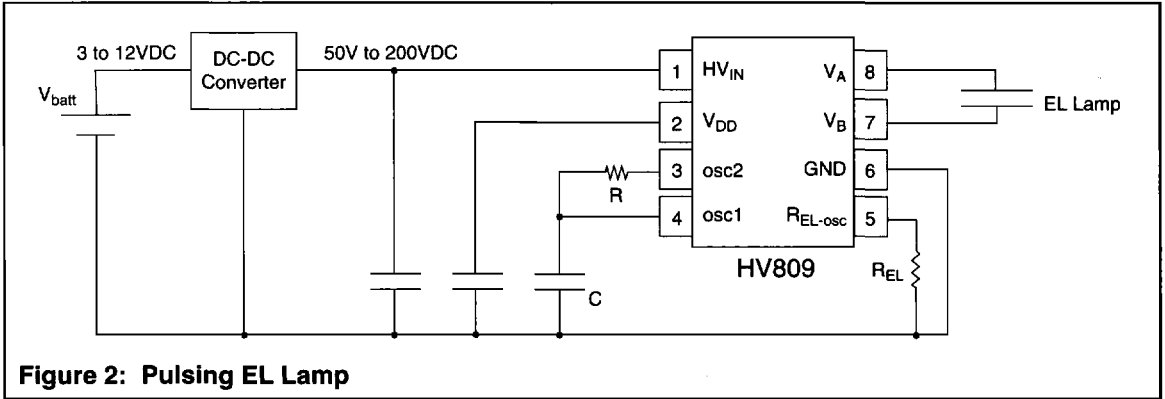 3 to 12VDC
DC-DC
Converter
50V to 200VDC
V_batt
1 HV_IN
2 V_DD
3 osc2
4 osc1
V_A 8
V_B 7
GND 6
R_EL-osc 5
EL Lamp
R
C
HV809
R_EL
Figure 2: Pulsing EL Lamp